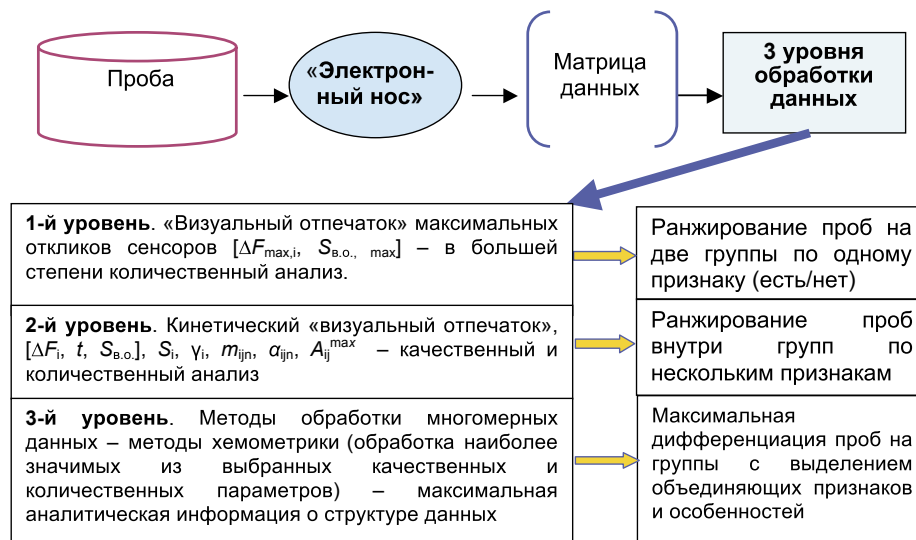 Проба
«Электрон-
ный нос»
Матрица
данных
3 уровня
обработки
данных
1-й уровень. «Визуальный отпечаток» максимальных
откликов сенсоров [ΔFmax,i, Sв.о., max] – в большей
степени количественный анализ.
Ранжирование проб на
две группы по одному
признаку (есть/нет)
2-й уровень. Кинетический «визуальный отпечаток»,
[ΔFi, t, Sв.о.], Si, γi, mijn, αijn, Aijmax – качественный и
количественный анализ
Ранжирование проб
внутри групп по
нескольким признакам
3-й уровень. Методы обработки многомерных
данных – методы хемометрики (обработка наиболее
значимых из выбранных качественных и
количественных параметров) – максимальная
аналитическая информация о структуре данных
Максимальная
дифференциация проб на
группы с выделением
объединяющих признаков
и особенностей